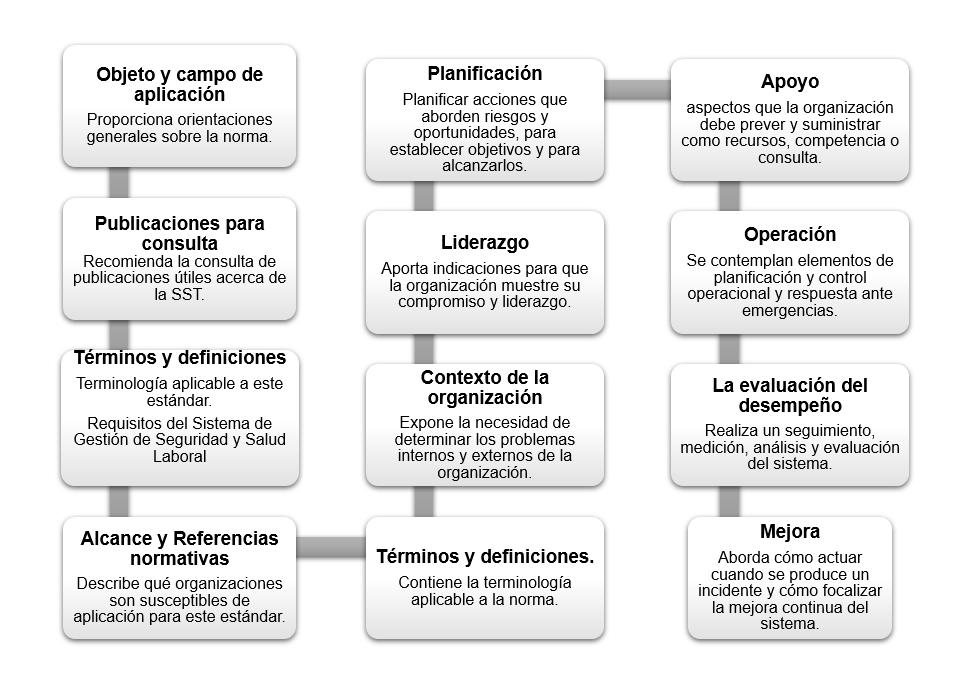 Objeto y campo de
aplicación
Proporciona orientaciones
generales sobre la norma.
Publicaciones para
consulta
Recomienda la consulta de
publicaciones útiles acerca de
la SST.
Términos y definiciones
Terminología aplicable a este
estándar.
Requisitos del Sistema de
Gestión de Seguridad y Salud
Laboral
Alcance y Referencias
normativas
Describe qué organizaciones
son susceptibles de
aplicación para este estándar.
Términos y definiciones.
Contiene la terminología
aplicable a la norma.
Contexto de la
organización
Expone la necesidad de
determinar los problemas
internos y externos de la
organización.
Liderazgo
Aporta indicaciones para que
la organización muestre su
compromiso y liderazgo.
Planificación
Planificar acciones que
aborden riesgos y
oportunidades, para
establecer objetivos y para
alcanzarlos.
Apoyo
aspectos que la organización
debe prever y suministrar
como recursos, competencia o
consulta.
Operación
Se contemplan elementos de
planificación y control
operacional y respuesta ante
emergencias.
La evaluación del
desempeño
Realiza un seguimiento,
medición, análisis y evaluación
del sistema.
Mejora
Aborda cómo actuar
cuando se produce un
incidente y cómo focalizar
la mejora continua del
sistema.